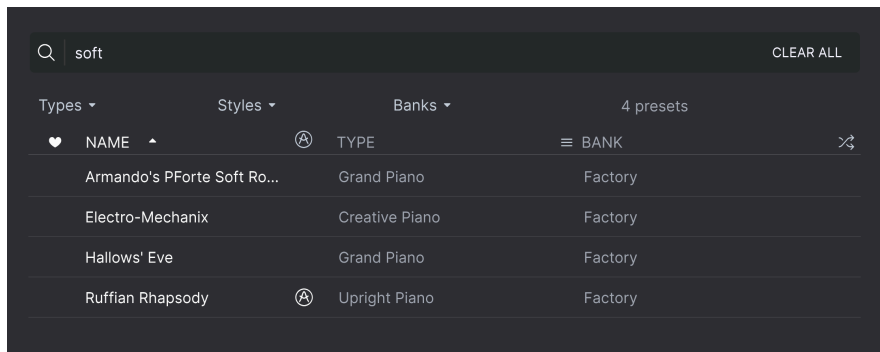 soft CLEAR ALL
Types Styles Banks 4 presets
NAME TYPE BANK
Armando's PForte Soft Ro... Grand Piano Factory
Electro-Mechanix Creative Piano Factory
Hallows' Eve Grand Piano Factory
Ruffian Rhapsody Upright Piano Factory